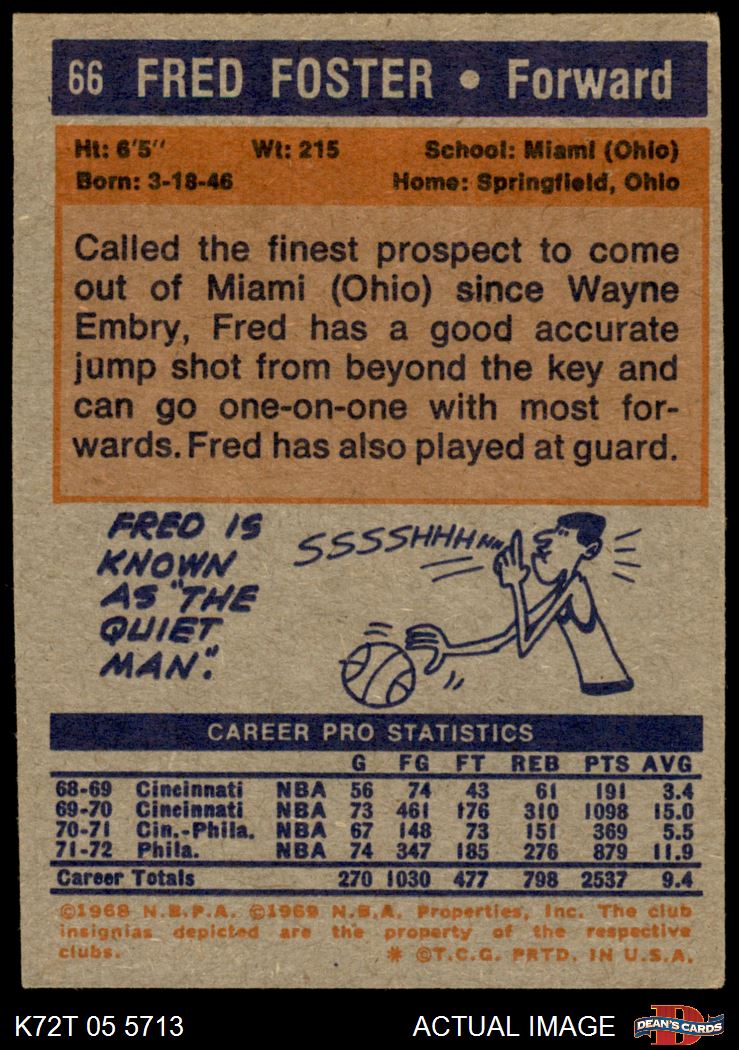 66 FRED FOSTER • Forward
Ht: 6'5'' Wt: 215 School: Miami (Ohio)
Born: 3-18-46 Home: Springfield, Ohio
Called the finest prospect to come
out of Miami (Ohio) since Wayne
Embry, Fred has a good accurate
jump shot from beyond the key and
can go one-on-one with most for-
wards. Fred has also played at guard.
FRED IS
KNOWN
AS "THE
QUIET
MAN".
SSSSHHHHHH
CAREER PRO STATISTICS
G FG FT REB PTS AVG
68-69 Cincinnati NBA 56 74 43 61 191 3.4
69-70 Cincinnati NBA 73 461 176 310 1098 15.0
70-71 Cin.-Phila. NBA 67 148 73 151 369 5.5
71-72 Phila. NBA 74 347 185 276 879 11.9
Career Totals 270 1030 477 798 2537 9.4
©1968 N.B.P.A. ©1969 N.B.A. Properties, Inc. The club
insignias depicted are the property of the respective
clubs. * ©T.C.G. PRTD. IN U.S.A.
K72T 05 5713 ACTUAL IMAGE D DEAN'S CARDS